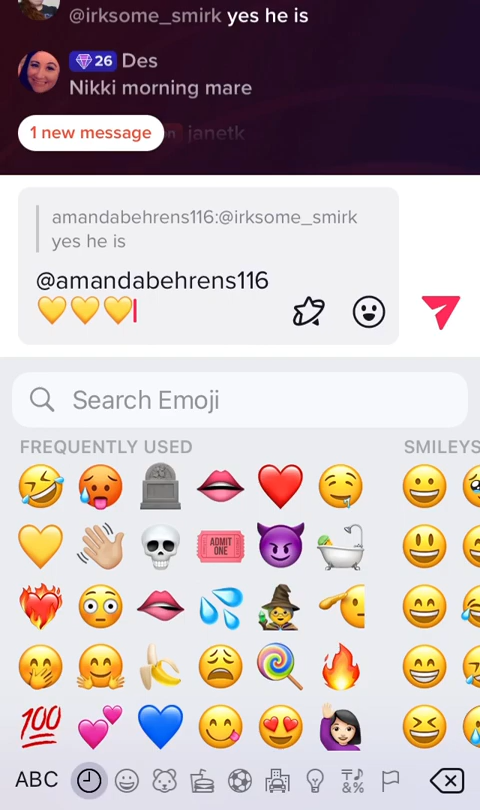 @irksome_smirk yes he is
26 Des
Nikki morning mare
1 new message janetk
amandabehrens116:@irksome_smirk
yes he is
@amandabehrens116
💛💛💛
Search Emoji
FREQUENTLY USED SMILEYS
ADMIT ONE
100
ABC